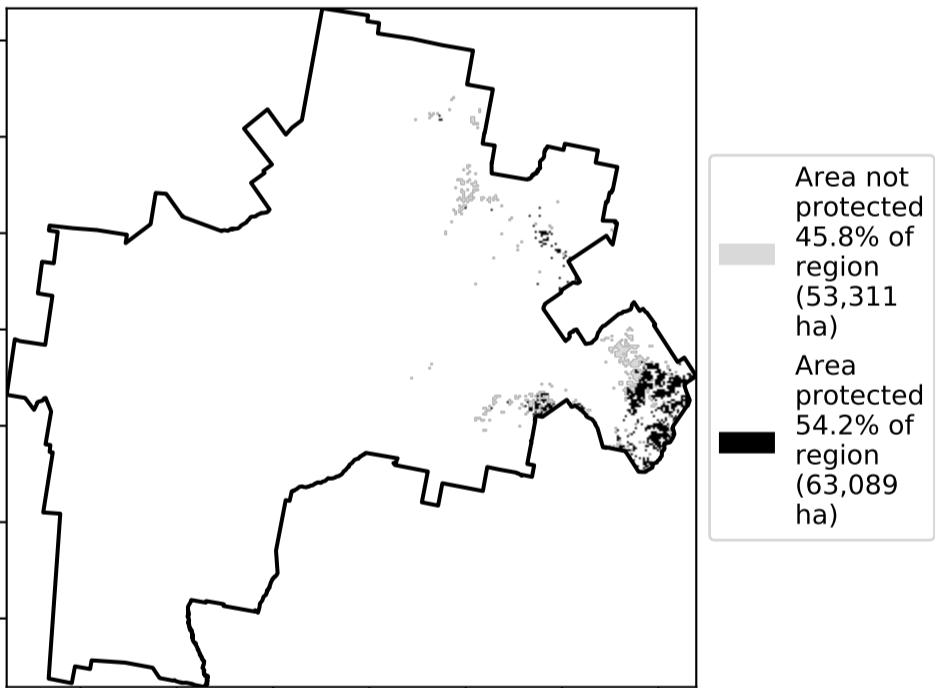 Area not
protected
45.8% of
region
(53,311
ha)
Area
protected
54.2% of
region
(63,089
ha)